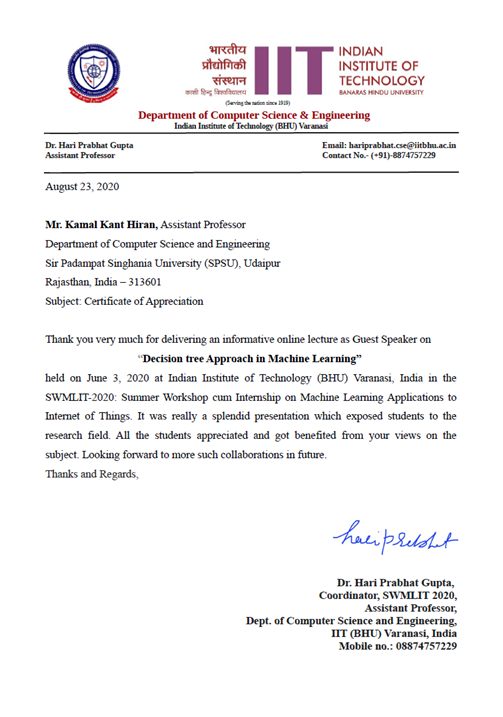 भारतीय
प्रौद्योगिकी
संस्थान
काशी हिन्दू विश्वविद्यालय
IIT
INDIAN
INSTITUTE OF
TECHNOLOGY
BANARAS HINDU UNIVERSITY
(Serving the nation since 1919)
Department of Computer Science & Engineering
Indian Institute of Technology (BHU) Varanasi
Dr. Hari Prabhat Gupta
Assistant Professor
Email: hariprabhat.cse@iitbhu.ac.in
Contact No.- (+91)-8874757229
August 23, 2020
Mr. Kamal Kant Hiran, Assistant Professor
Department of Computer Science and Engineering
Sir Padampat Singhania University (SPSU), Udaipur
Rajasthan, India – 313601
Subject: Certificate of Appreciation
Thank you very much for delivering an informative online lecture as Guest Speaker on
“Decision tree Approach in Machine Learning”
held on June 3, 2020 at Indian Institute of Technology (BHU) Varanasi, India in the
SWMLIT-2020: Summer Workshop cum Internship on Machine Learning Applications to
Internet of Things. It was really a splendid presentation which exposed students to the
research field. All the students appreciated and got benefited from your views on the
subject. Looking forward to more such collaborations in future.
Thanks and Regards,
Dr. Hari Prabhat Gupta,
Coordinator, SWMLIT 2020,
Assistant Professor,
Dept. of Computer Science and Engineering,
IIT (BHU) Varanasi, India
Mobile no.: 08874757229